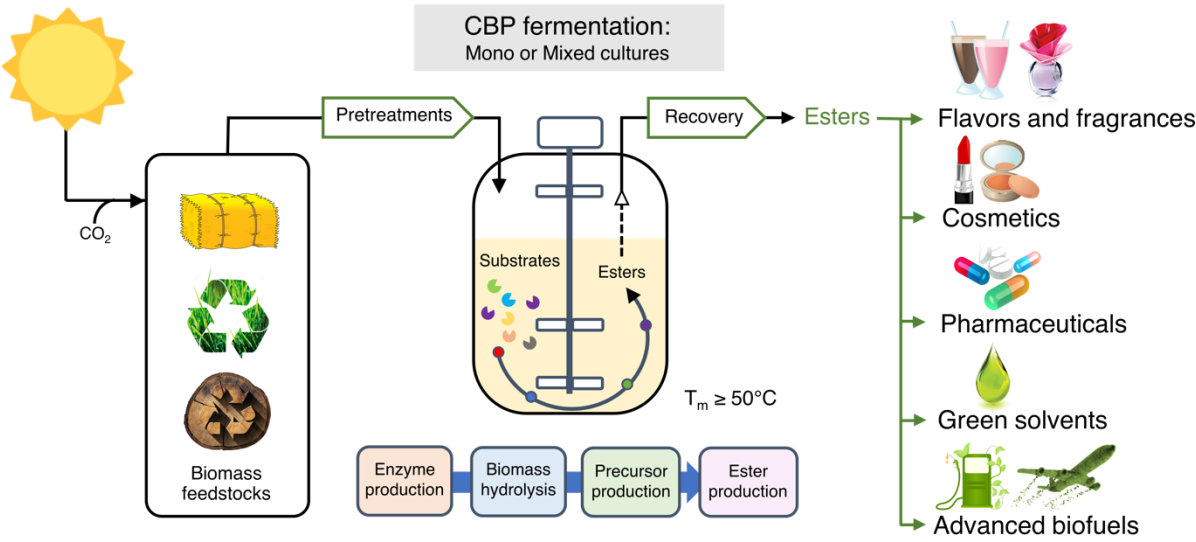 CBP fermentation:
Mono or Mixed cultures
Pretreatments
Recovery
Esters
Flavors and fragrances
Cosmetics
Pharmaceuticals
Green solvents
Advanced biofuels
CO₂
Biomass
feedstocks
Substrates
Esters
Tₘ ≥ 50°C
Enzyme
production
Biomass
hydrolysis
Precursor
production
Ester
production